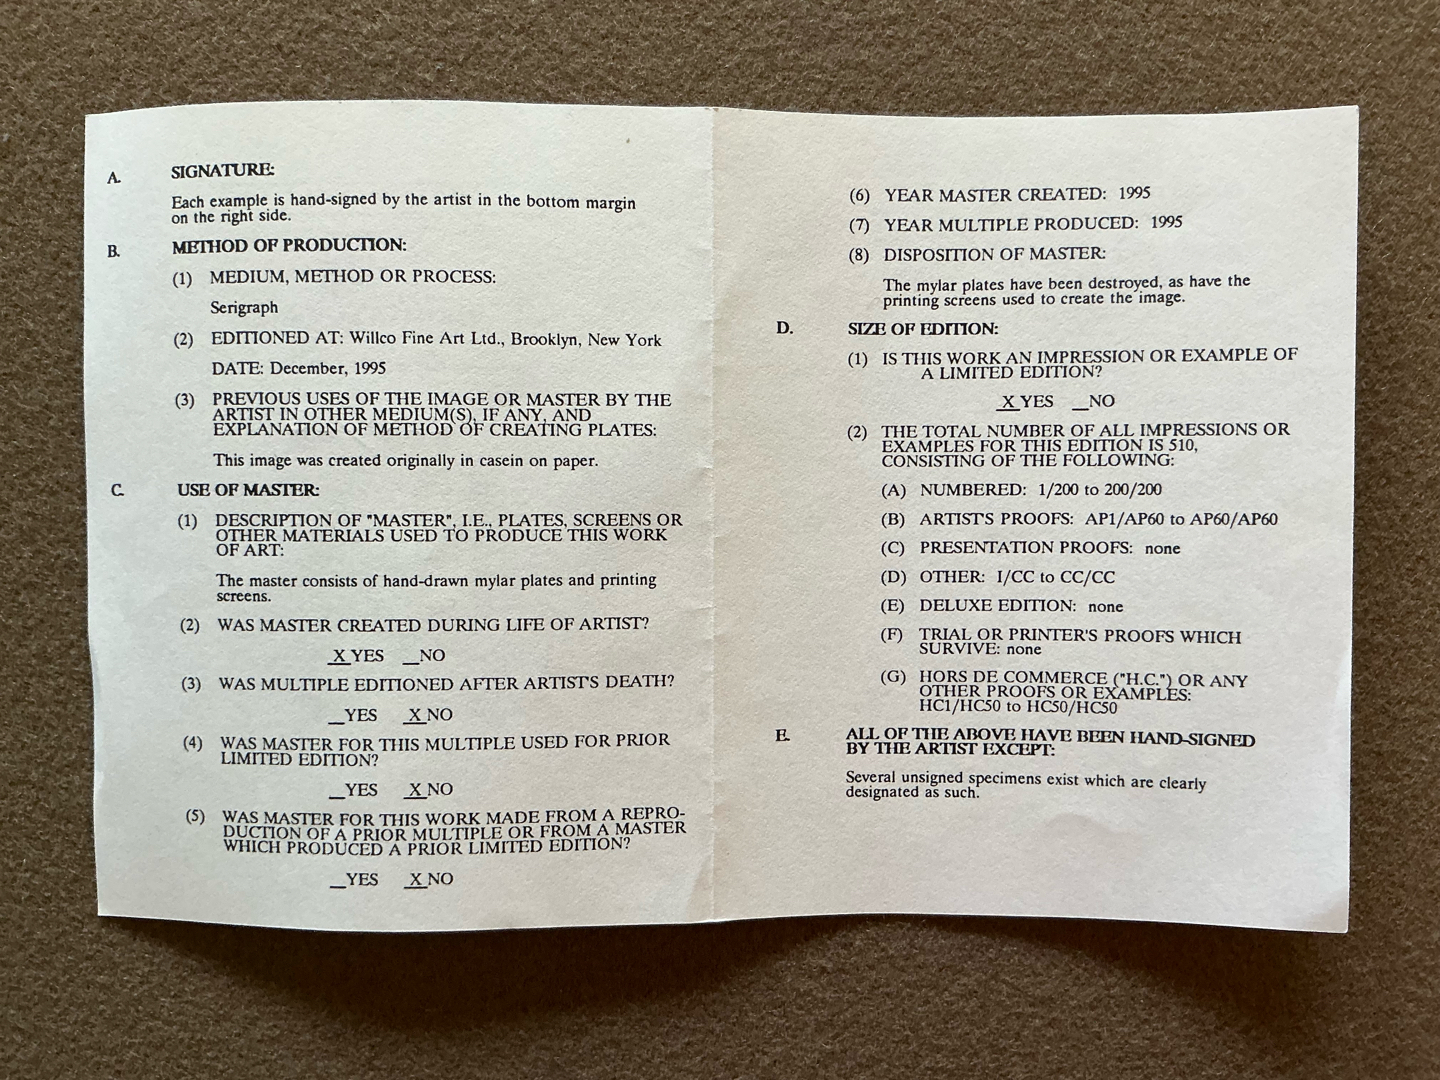 A. SIGNATURE:
Each example is hand-signed by the artist in the bottom margin
on the right side.
B. METHOD OF PRODUCTION:
(1) MEDIUM, METHOD OR PROCESS:
Serigraph
(2) EDITIONED AT: Willco Fine Art Ltd., Brooklyn, New York
DATE: December, 1995
(3) PREVIOUS USES OF THE IMAGE OR MASTER BY THE
ARTIST IN OTHER MEDIUM(S), IF ANY, AND
EXPLANATION OF METHOD OF CREATING PLATES:
This image was created originally in casein on paper.
C. USE OF MASTER:
(1) DESCRIPTION OF "MASTER", I.E., PLATES, SCREENS OR
OTHER MATERIALS USED TO PRODUCE THIS WORK
OF ART:
The master consists of hand-drawn mylar plates and printing
screens.
(2) WAS MASTER CREATED DURING LIFE OF ARTIST?
X YES __NO
(3) WAS MULTIPLE EDITIONED AFTER ARTIST'S DEATH?
__YES X NO
(4) WAS MASTER FOR THIS MULTIPLE USED FOR PRIOR
LIMITED EDITION?
__YES X NO
(5) WAS MASTER FOR THIS WORK MADE FROM A REPRO-
DUCTION OF A PRIOR MULTIPLE OR FROM A MASTER
WHICH PRODUCED A PRIOR LIMITED EDITION?
__YES X NO
(6) YEAR MASTER CREATED: 1995
(7) YEAR MULTIPLE PRODUCED: 1995
(8) DISPOSITION OF MASTER:
The mylar plates have been destroyed, as have the
printing screens used to create the image.
D. SIZE OF EDITION:
(1) IS THIS WORK AN IMPRESSION OR EXAMPLE OF
A LIMITED EDITION?
X YES __NO
(2) THE TOTAL NUMBER OF ALL IMPRESSIONS OR
EXAMPLES FOR THIS EDITION IS 510,
CONSISTING OF THE FOLLOWING:
(A) NUMBERED: 1/200 to 200/200
(B) ARTIST'S PROOFS: AP1/AP60 to AP60/AP60
(C) PRESENTATION PROOFS: none
(D) OTHER: I/CC to CC/CC
(E) DELUXE EDITION: none
(F) TRIAL OR PRINTER'S PROOFS WHICH
SURVIVE: none
(G) HORS DE COMMERCE ("H.C.") OR ANY
OTHER PROOFS OR EXAMPLES:
HC1/HC50 to HC50/HC50
E. ALL OF THE ABOVE HAVE BEEN HAND-SIGNED
BY THE ARTIST EXCEPT:
Several unsigned specimens exist which are clearly
designated as such.